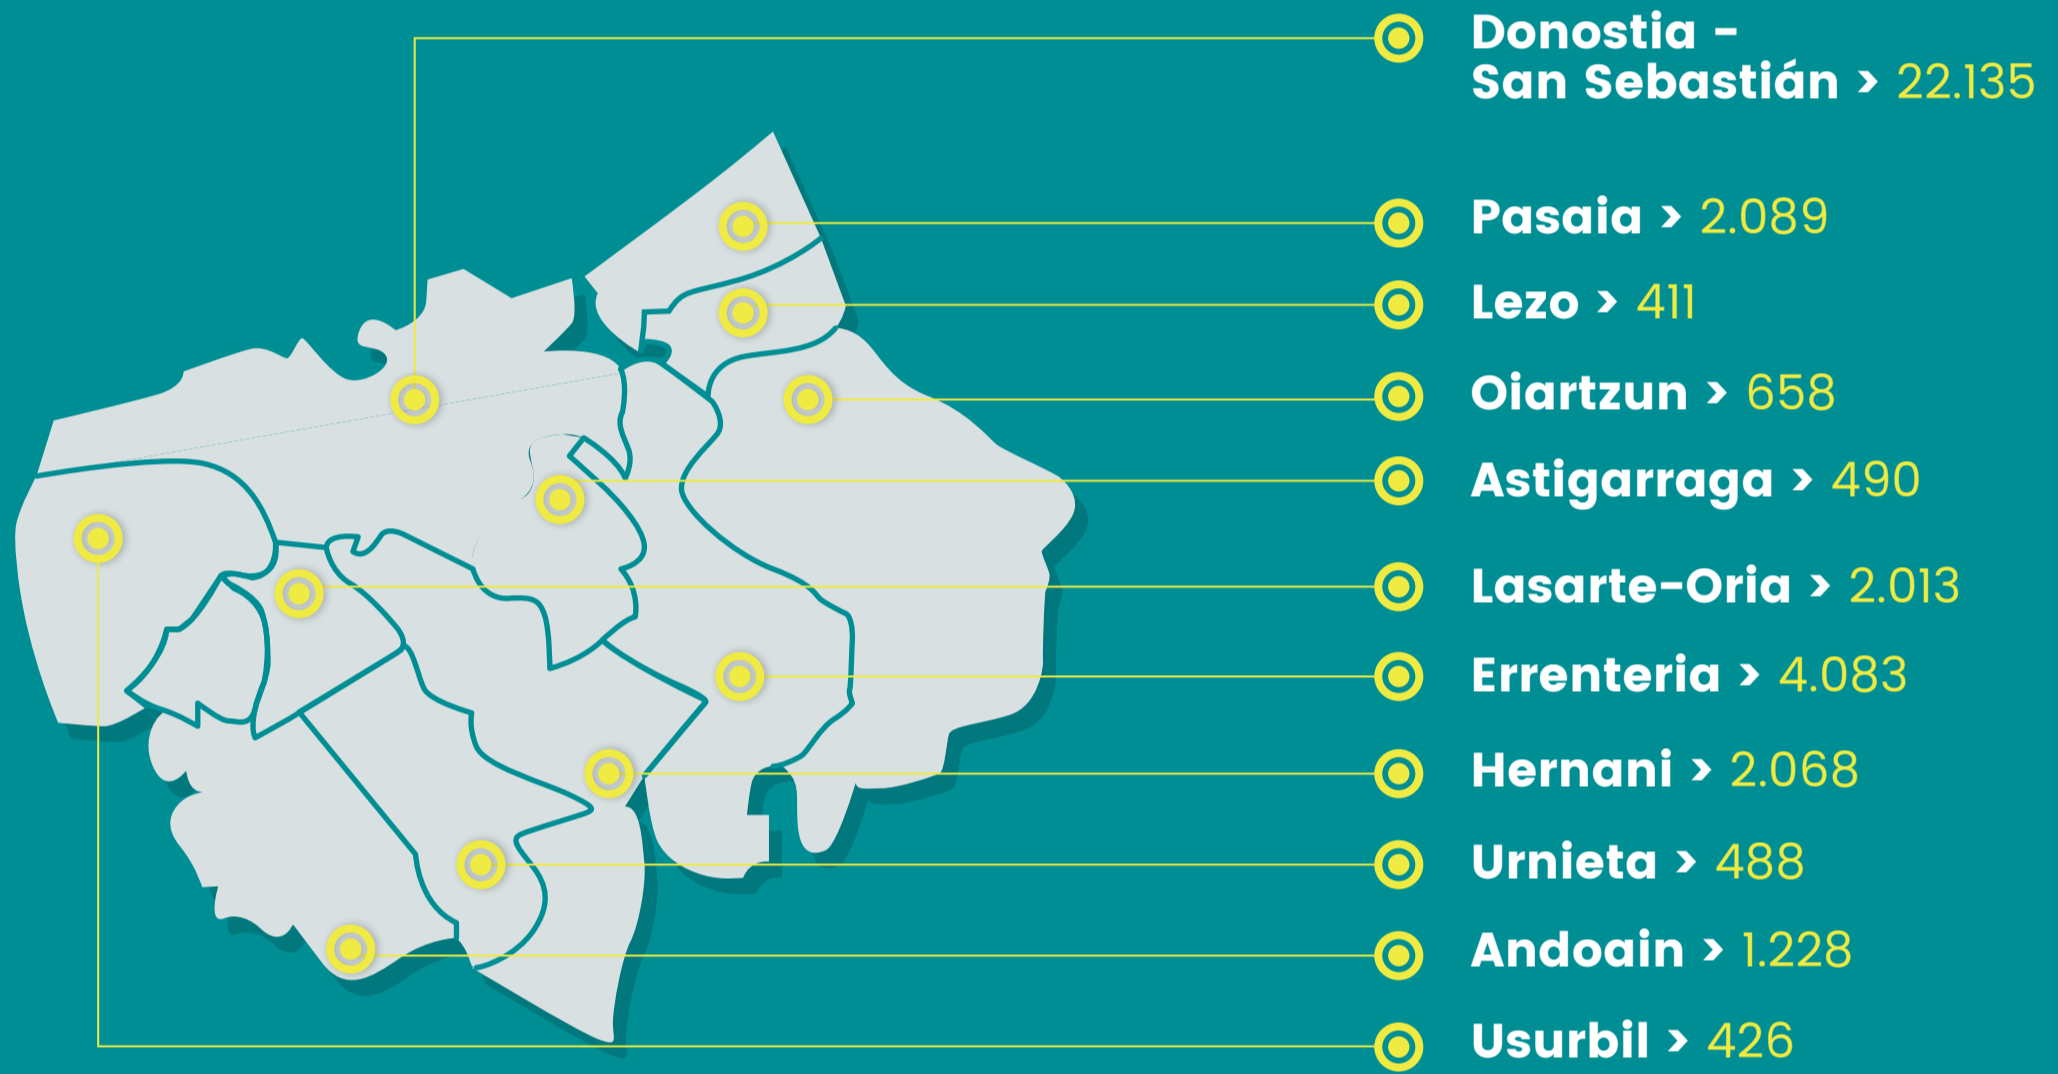 Donostia -
San Sebastián > 22.135
Pasaia > 2.089
Lezo > 411
Oiartzun > 658
Astigarraga > 490
Lasarte-Oria > 2.013
Errenteria > 4.083
Hernani > 2.068
Urnieta > 488
Andoain > 1.228
Usurbil > 426